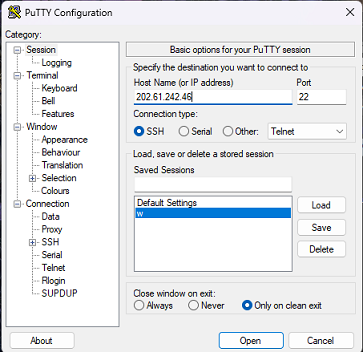 PuTTY Configuration
Category:
Session
Logging
Terminal
Keyboard
Bell
Features
Window
Appearance
Behaviour
Translation
Selection
Colours
Connection
Data
Proxy
SSH
Serial
Telnet
Rlogin
SUPDUP
Basic options for your PuTTY session
Specify the destination you want to connect to
Host Name (or IP address) Port
202.61.242.46 22
Connection type:
SSH Serial Other: Telnet
Load, save or delete a stored session
Saved Sessions
Default Settings
w
Load
Save
Delete
Close window on exit:
Always Never Only on clean exit
About Open Cancel